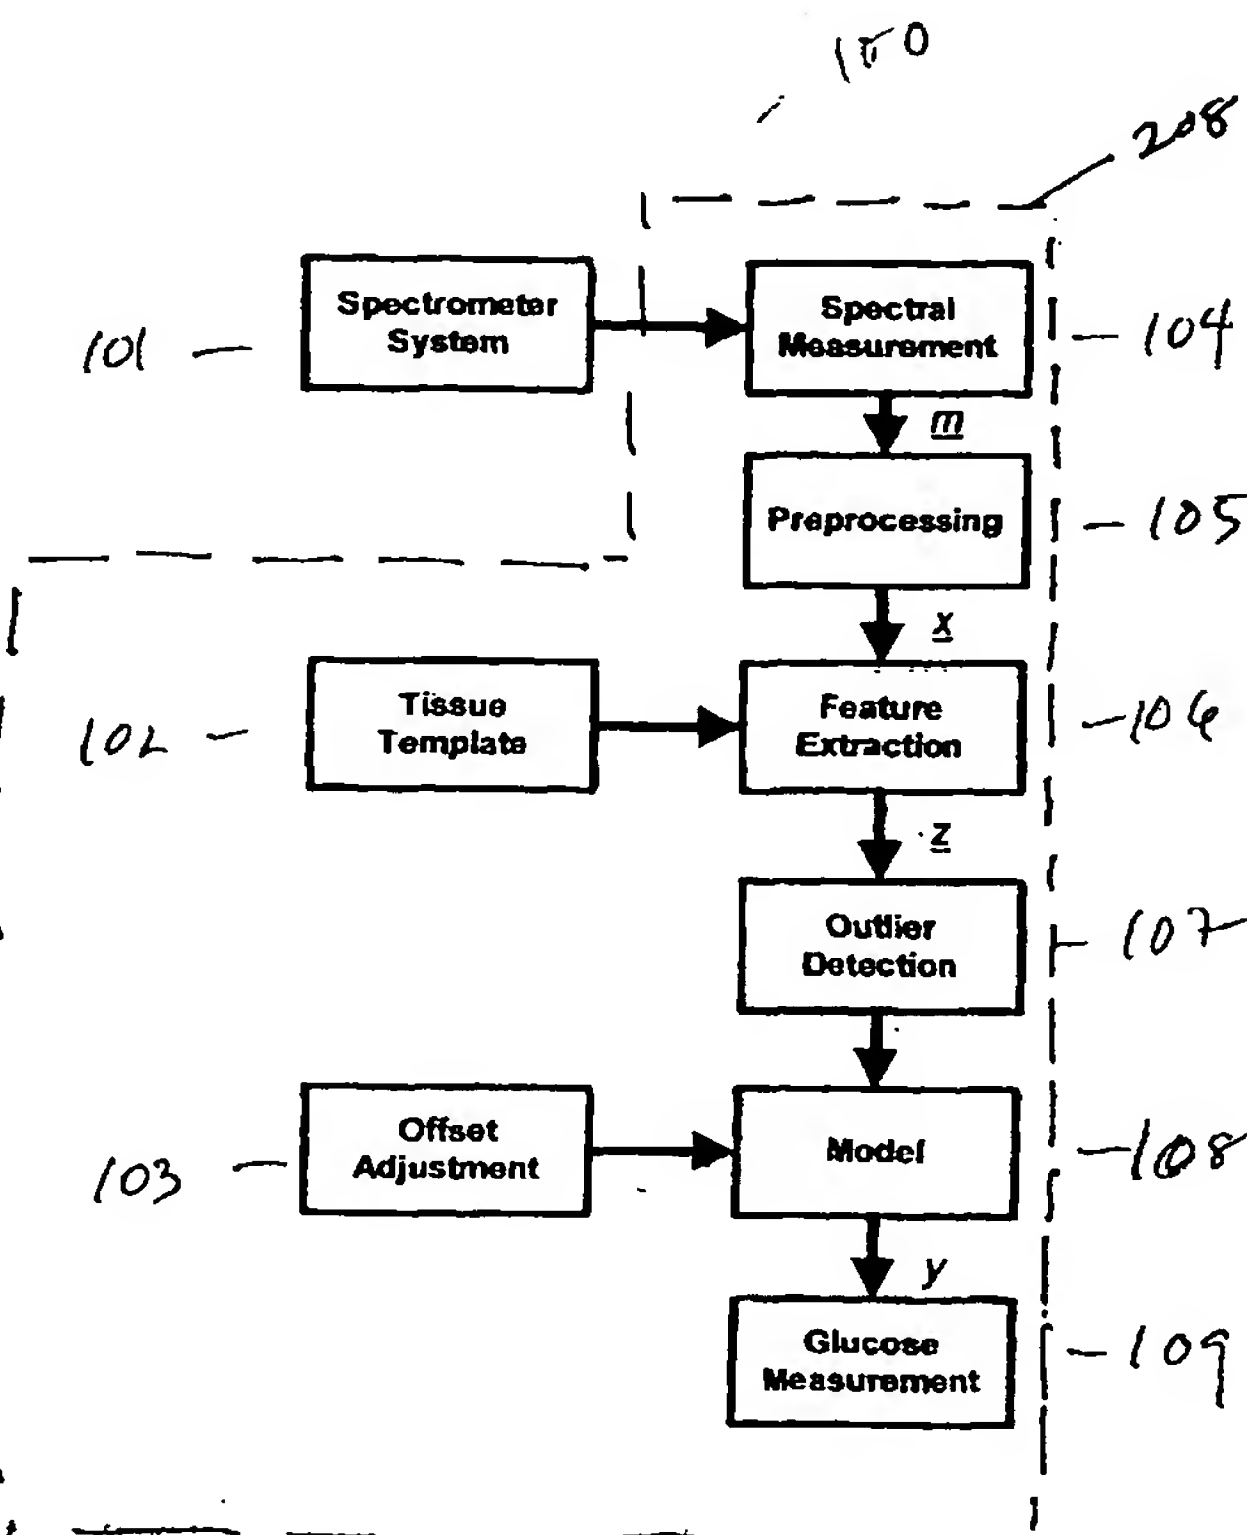 100
208
Spectrometer
System
Spectral
Measurement
101
104
m
Preprocessing
105
x
Tissue
Template
Feature
Extraction
102
106
z
Outlier
Detection
107
Offset
Adjustment
Model
103
108
y
Glucose
Measurement
109